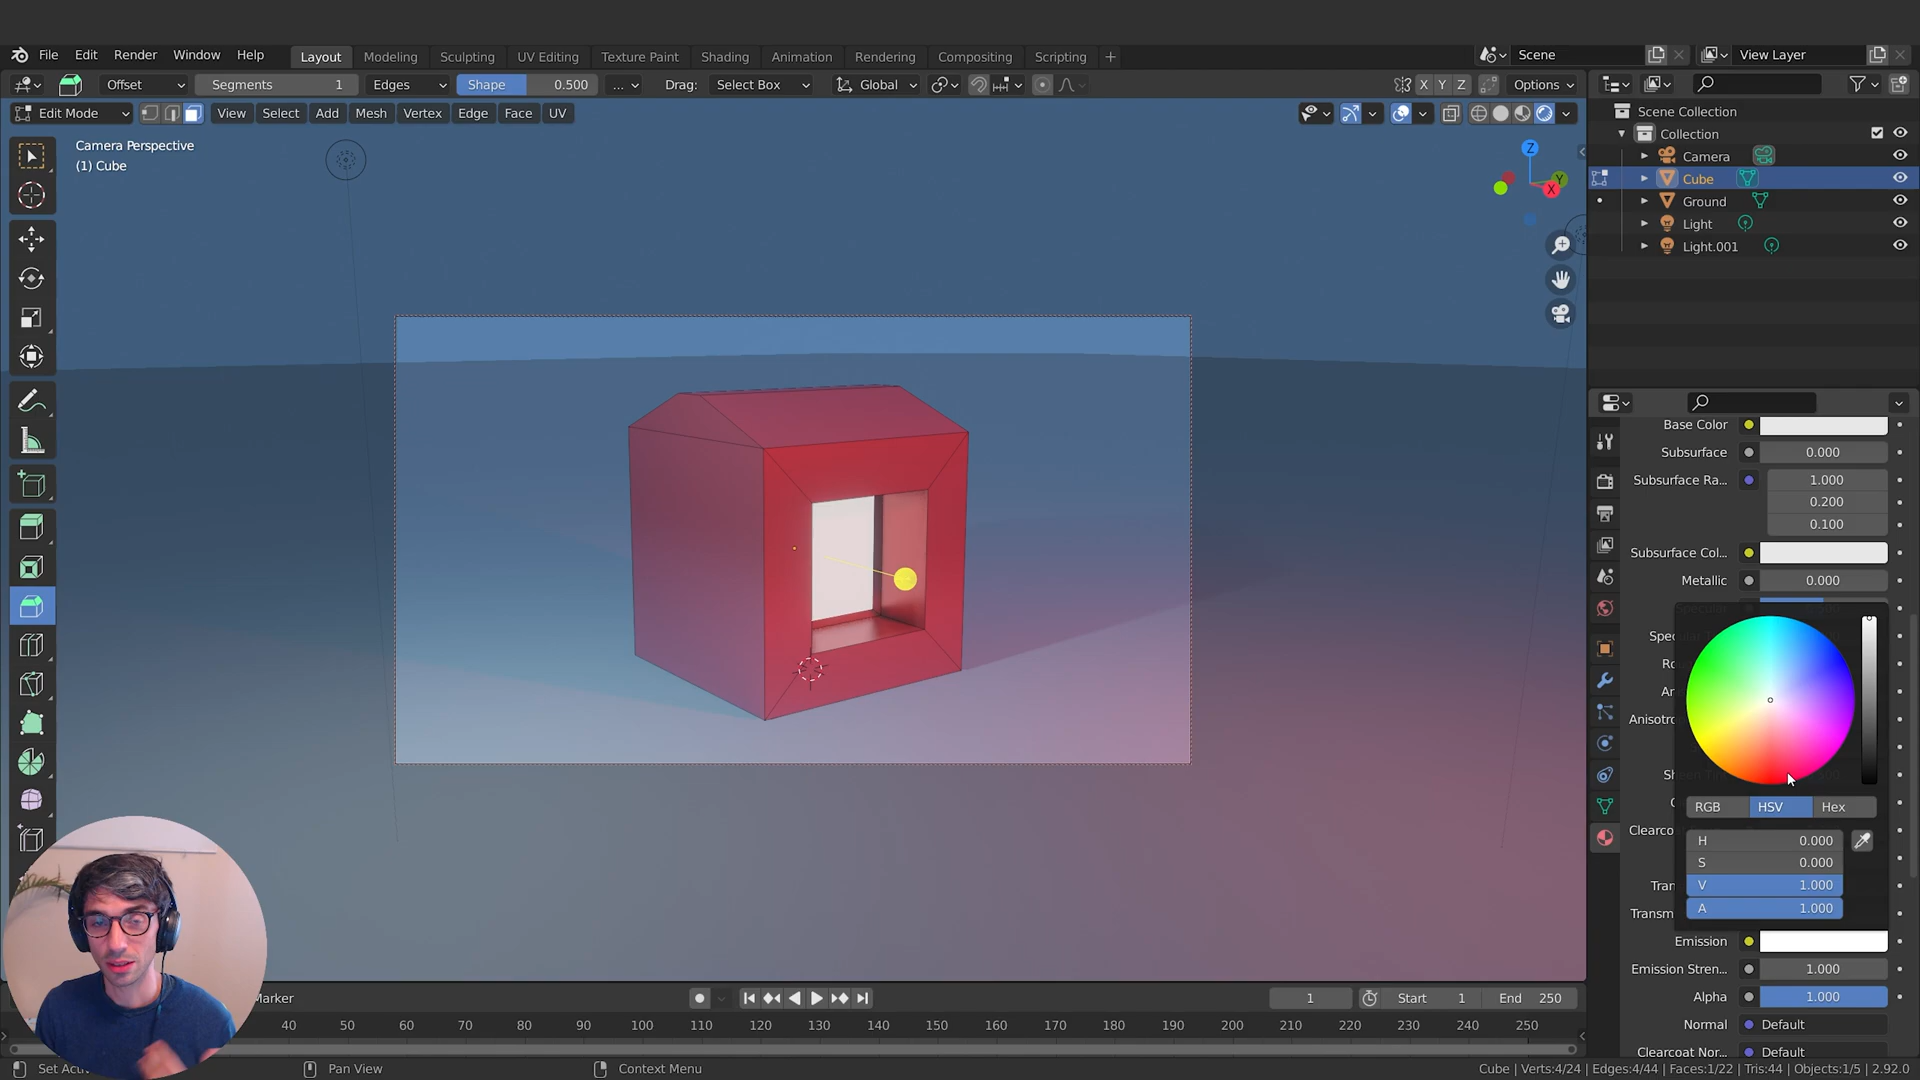 File Edit Render Window Help Layout Modeling Sculpting UV Editing Texture Paint Shading Animation Rendering Compositing Scripting + Scene View Layer
Offset Segments 1 Edges Shape 0.500 ... Drag: Select Box Global X Y Z Options
Edit Mode View Select Add Mesh Vertex Edge Face UV
Camera Perspective
(1) Cube
Z
Y
X
Scene Collection
Collection
Camera
Cube
Ground
Light
Light.001
Base Color
Subsurface 0.000
Subsurface Ra... 1.000
0.200
0.100
Subsurface Col...
Metallic 0.000
Anisotro
RGB HSV Hex
H 0.000
S 0.000
V 1.000
A 1.000
Clearco
Tran
Transm
Emission
Emission Stren... 1.000
Alpha 1.000
Normal Default
Clearcoat Nor... Default
Marker 1 Start 1 End 250
40 50 60 70 80 90 100 110 120 130 140 150 160 170 180 190 200 210 220 230 240 250
Set Pan View Context Menu Cube | Verts:4/24 | Edges:4/44 | Faces:1/22 | Tris:44 | Objects:1/5 | 2.92.0